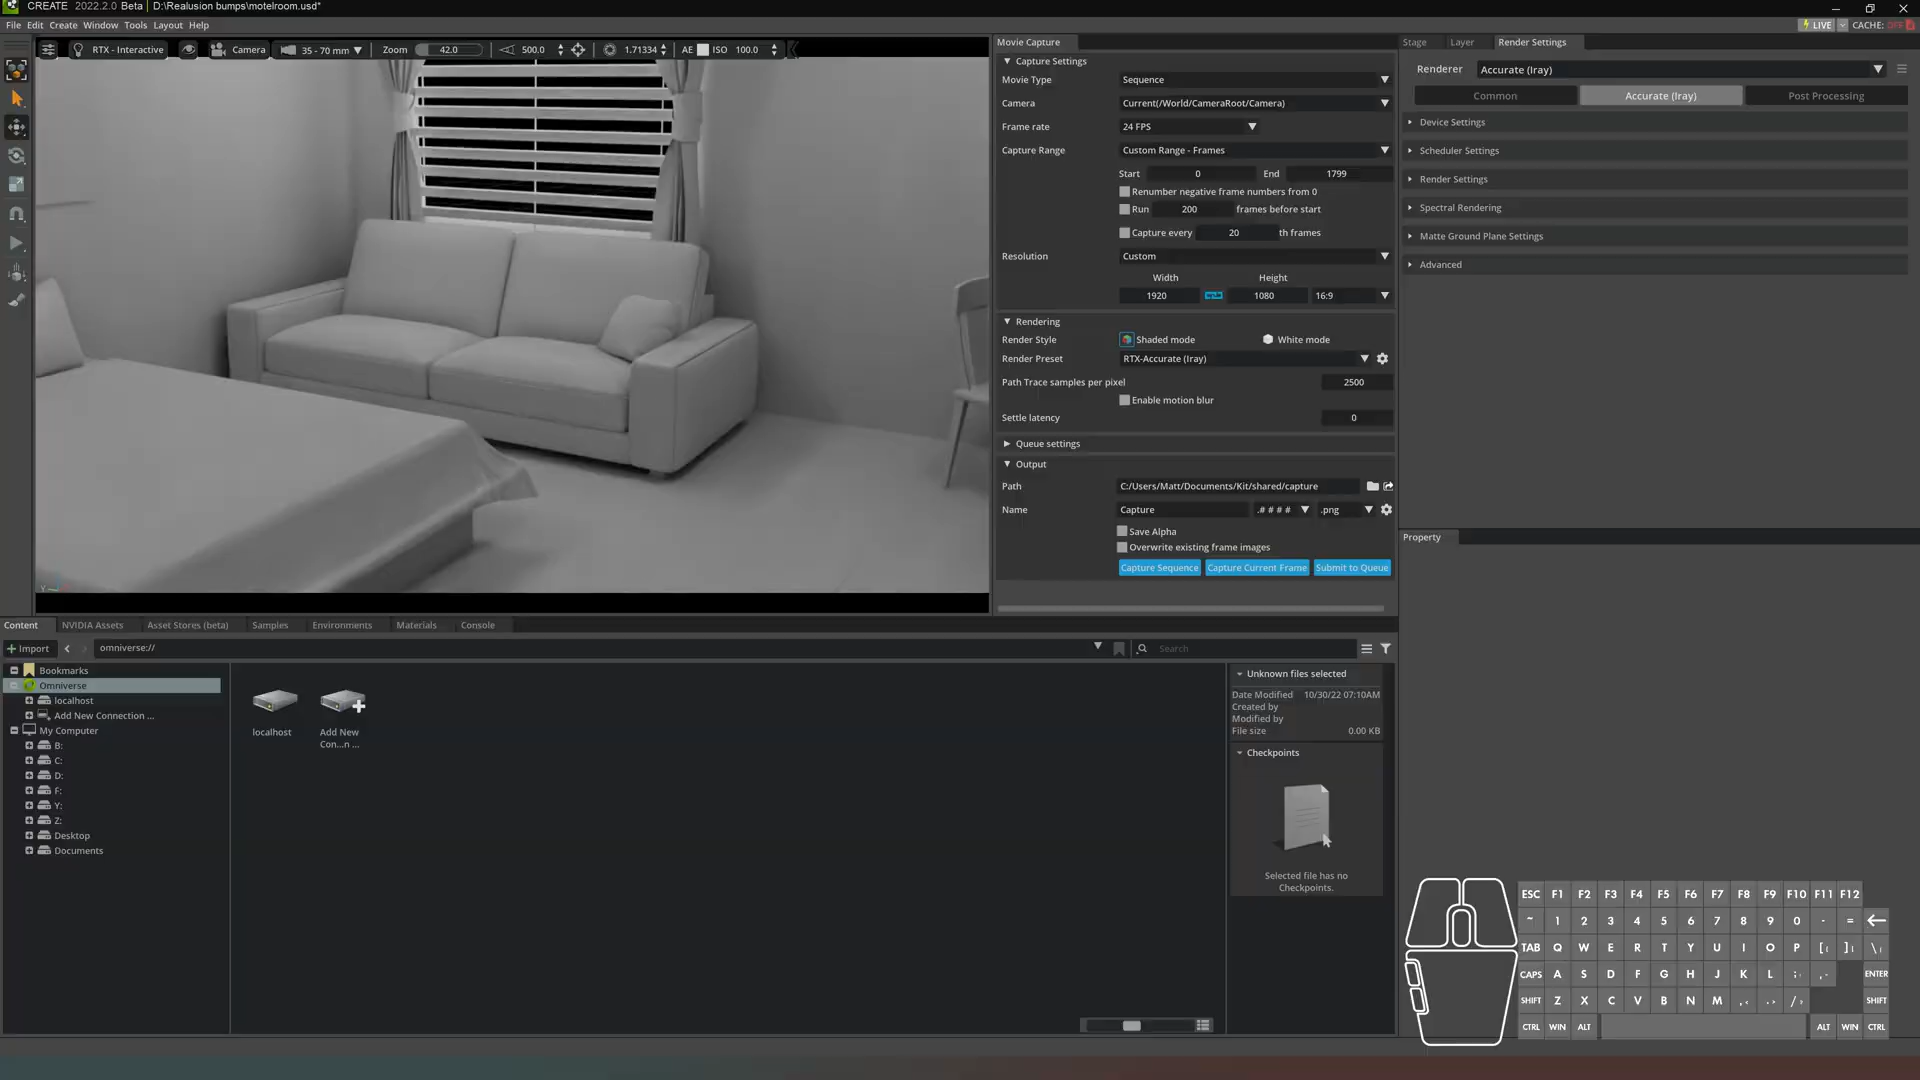 CREATE 2022.2.0 Beta | D:\Realusion bumps\motelroom.usd*
File Edit Create Window Tools Layout Help
LIVE CACHE: OFF
RTX - Interactive Camera 35 - 70 mm Zoom 42.0 500.0 1.71334 AE ISO 100.0
Movie Capture
Capture Settings
Movie Type Sequence
Camera Current(/World/CameraRoot/Camera)
Frame rate 24 FPS
Capture Range Custom Range - Frames
Start 0 End 1799
Renumber negative frame numbers from 0
Run 200 frames before start
Capture every 20 th frames
Resolution Custom
Width Height
1920 1080 16:9
Rendering
Render Style Shaded mode White mode
Render Preset RTX-Accurate (Iray)
Path Trace samples per pixel 2500
Enable motion blur
Settle latency 0
Queue settings
Output
Path C:/Users/Matt/Documents/Kit/shared/capture
Name Capture .#### .png
Save Alpha
Overwrite existing frame images
Capture Sequence Capture Current Frame Submit to Queue
Stage Layer Render Settings
Renderer Accurate (Iray)
Common Accurate (Iray) Post Processing
Device Settings
Scheduler Settings
Render Settings
Spectral Rendering
Matte Ground Plane Settings
Advanced
Property
Content NVIDIA Assets Asset Stores (beta) Samples Environments Materials Console
+ Import omniverse:// Search
Bookmarks
Omniverse
localhost
Add New Connection ...
My Computer
B:
C:
D:
F:
Y:
Z:
Desktop
Documents
localhost
Add New
Con...n ...
Unknown files selected
Date Modified 10/30/22 07:10AM
Created by
Modified by
File size 0.00 KB
Checkpoints
Selected file has no
Checkpoints.
ESC F1 F2 F3 F4 F5 F6 F7 F8 F9 F10 F11 F12
~ 1 2 3 4 5 6 7 8 9 0 - =
TAB Q W E R T Y U I O P [{ ]} \|
CAPS A S D F G H J K L ENTER
SHIFT Z X C V B N M SHIFT
CTRL WIN ALT ALT WIN CTRL